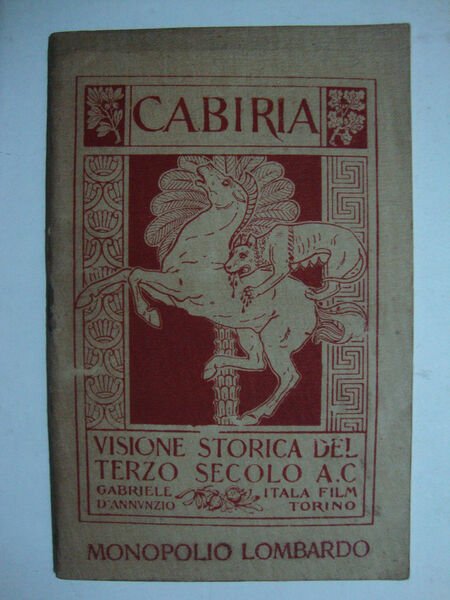 CABIRIA
VISIONE STORICA DEL
TERZO SECOLO A.C
GABRIELE ITALA FILM
D'ANNVNZIO TORINO
MONOPOLIO LOMBARDO